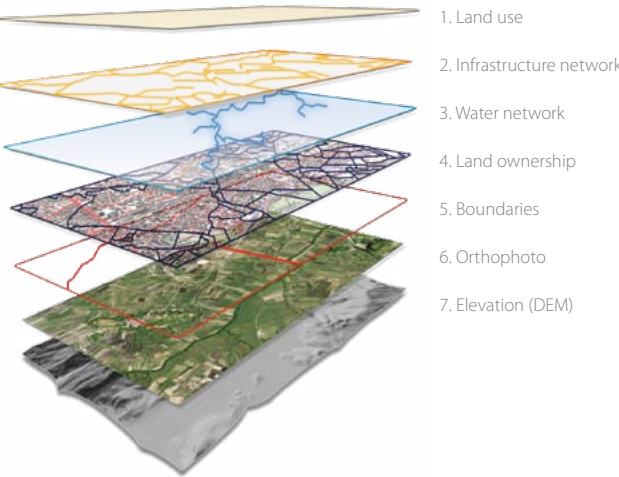 1. Land use
2. Infrastructure network
3. Water network
4. Land ownership
5. Boundaries
6. Orthophoto
7. Elevation (DEM)